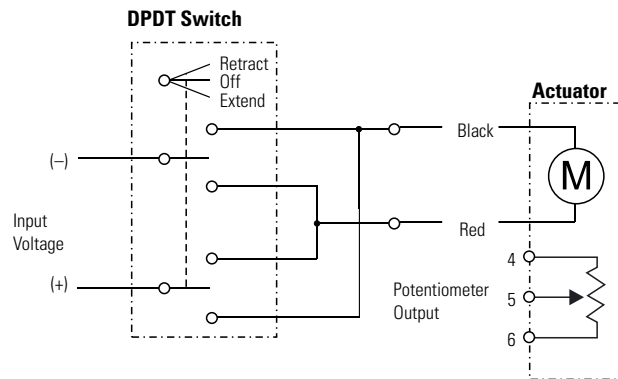 DPDT Switch
Retract
Off
Extend
Actuator
(–)
Black
M
Input
Voltage
Red
(+)
Potentiometer
Output
4
5
6